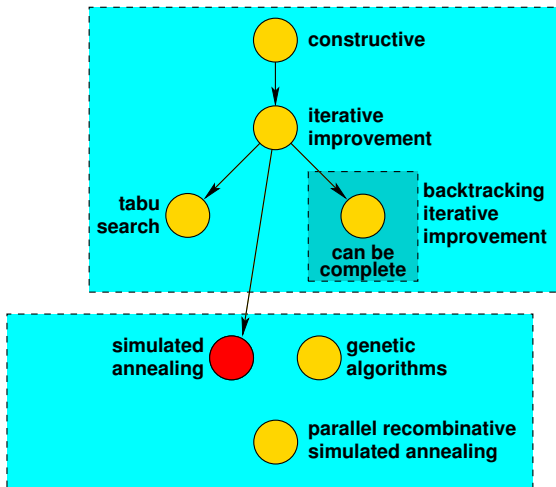 constructive
iterative
improvement
tabu
search
backtracking
iterative
improvement
can be
complete
simulated
annealing
genetic
algorithms
parallel recombinative
simulated annealing